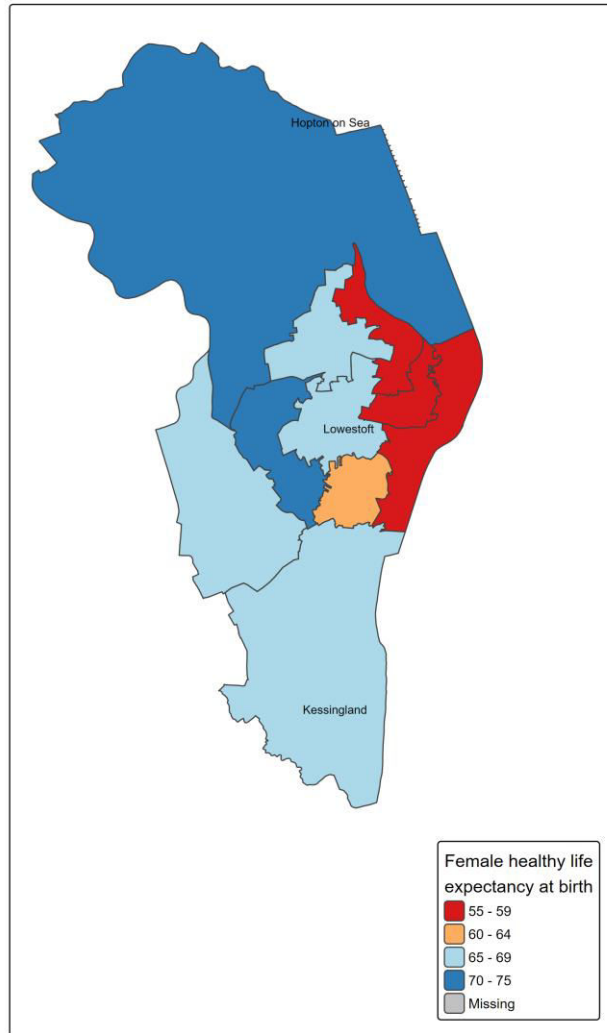 Hopton on Sea
Lowestoft
Kessingland
Female healthy life
expectancy at birth
55 - 59
60 - 64
65 - 69
70 - 75
Missing